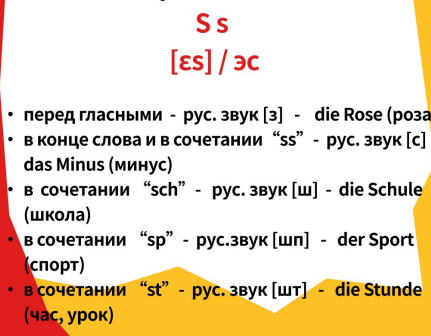 S s
[ɛs] / эс
• перед гласными - рус. звук [з] - die Rose (роза
• в конце слова и в сочетании “ss” - рус. звук [с]
das Minus (минус)
• в сочетании “sch” - рус. звук [ш] - die Schule
(школа)
• в сочетании “sp” - рус.звук [шп] - der Sport
(спорт)
• в сочетании “st” - рус. звук [шт] - die Stunde
(час, урок)